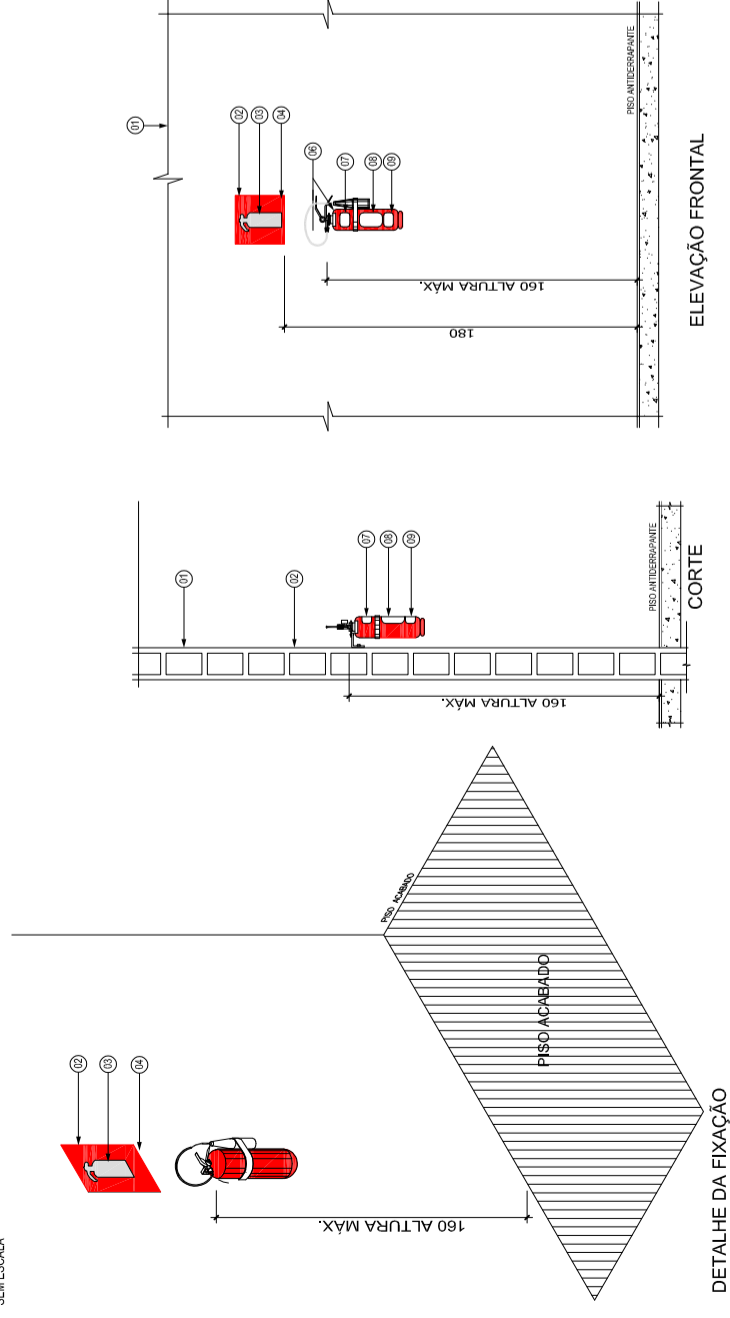 SEM ESCALA
02
03
04
160 ALTURA MÁX.
PISO ACABADO
PISO ACABADO
DETALHE DA FIXAÇÃO
01
02
07
08
09
160 ALTURA MÁX.
PISO ANTIDERRAPANTE
CORTE
01
02
03
04
06
07
08
09
160 ALTURA MÁX.
180
PISO ANTIDERRAPANTE
ELEVAÇÃO FRONTAL